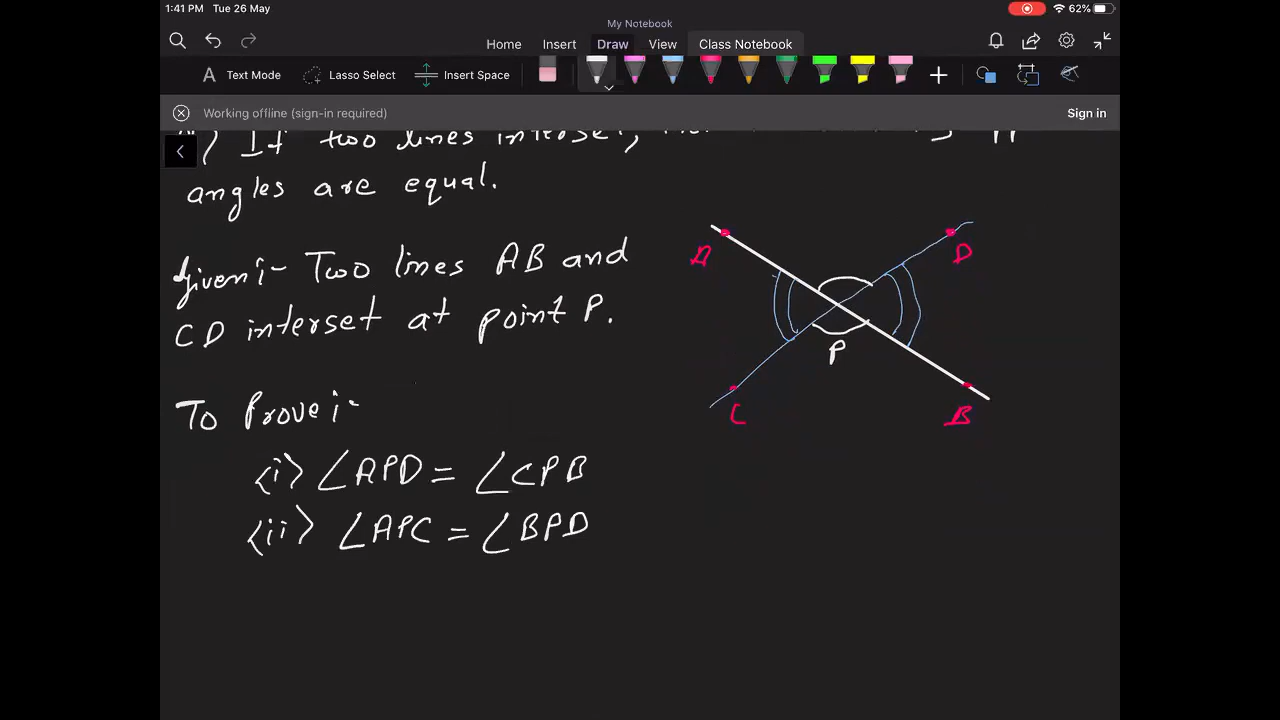 1:41 PM Tue 26 May
62%
My Notebook
Home Insert Draw View Class Notebook
Text Mode Lasso Select Insert Space
Working offline (sign-in required) Sign in
If two lines interset,
angles are equal.
Given:- Two lines AB and
CD interset at point P.
To Prove:-
<i> ∠APD = ∠CPB
<ii> ∠APC = ∠BPD
A D
P
C B